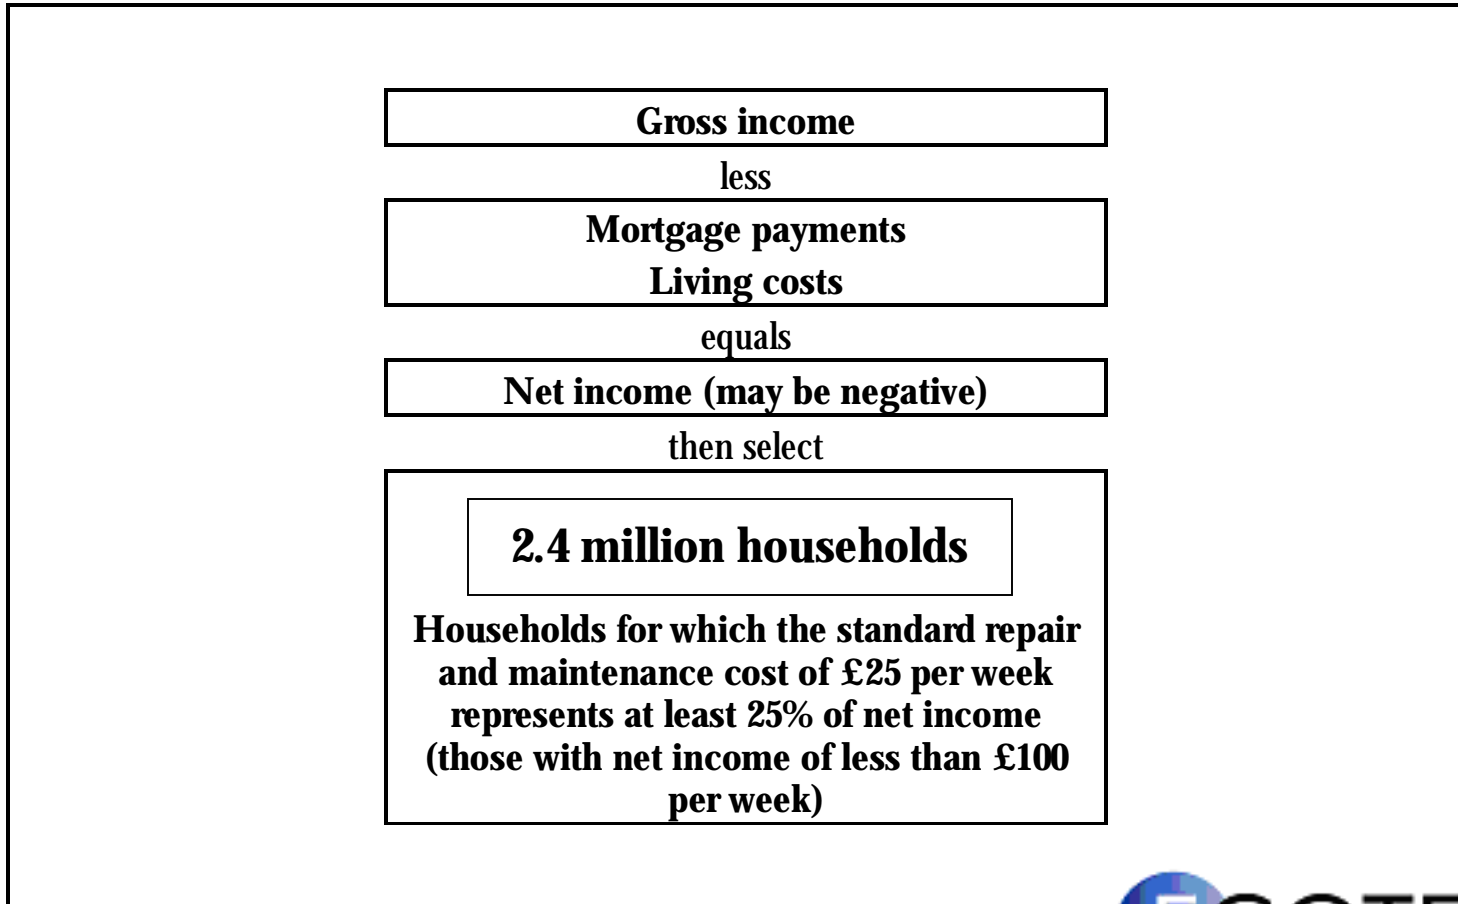 Gross income
less
Mortgage payments
Living costs
equals
Net income (may be negative)
then select
2.4 million households
Households for which the standard repair
and maintenance cost of £25 per week
represents at least 25% of net income
(those with net income of less than £100
per week)